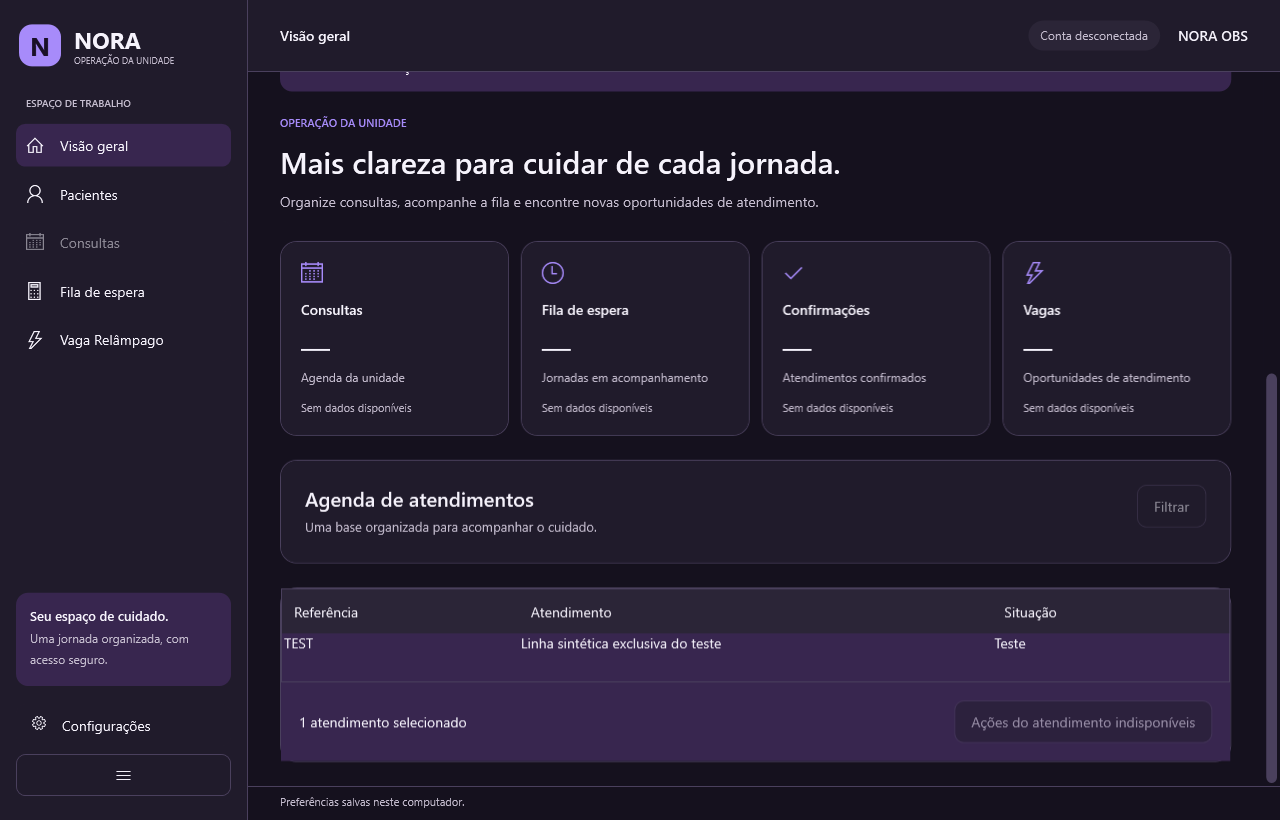 N
NORA
OPERAÇÃO DA UNIDADE
ESPAÇO DE TRABALHO
Visão geral
Pacientes
Consultas
Fila de espera
Vaga Relâmpago
Seu espaço de cuidado.
Uma jornada organizada, com
acesso seguro.
Configurações
Visão geral
Conta desconectada
NORA OBS
OPERAÇÃO DA UNIDADE
Mais clareza para cuidar de cada jornada.
Organize consultas, acompanhe a fila e encontre novas oportunidades de atendimento.
Consultas
Agenda da unidade
Sem dados disponíveis
Fila de espera
Jornadas em acompanhamento
Sem dados disponíveis
Confirmações
Atendimentos confirmados
Sem dados disponíveis
Vagas
Oportunidades de atendimento
Sem dados disponíveis
Agenda de atendimentos
Uma base organizada para acompanhar o cuidado.
Filtrar
Referência Atendimento Situação
TEST Linha sintética exclusiva do teste Teste
1 atendimento selecionado
Ações do atendimento indisponíveis
Preferências salvas neste computador.